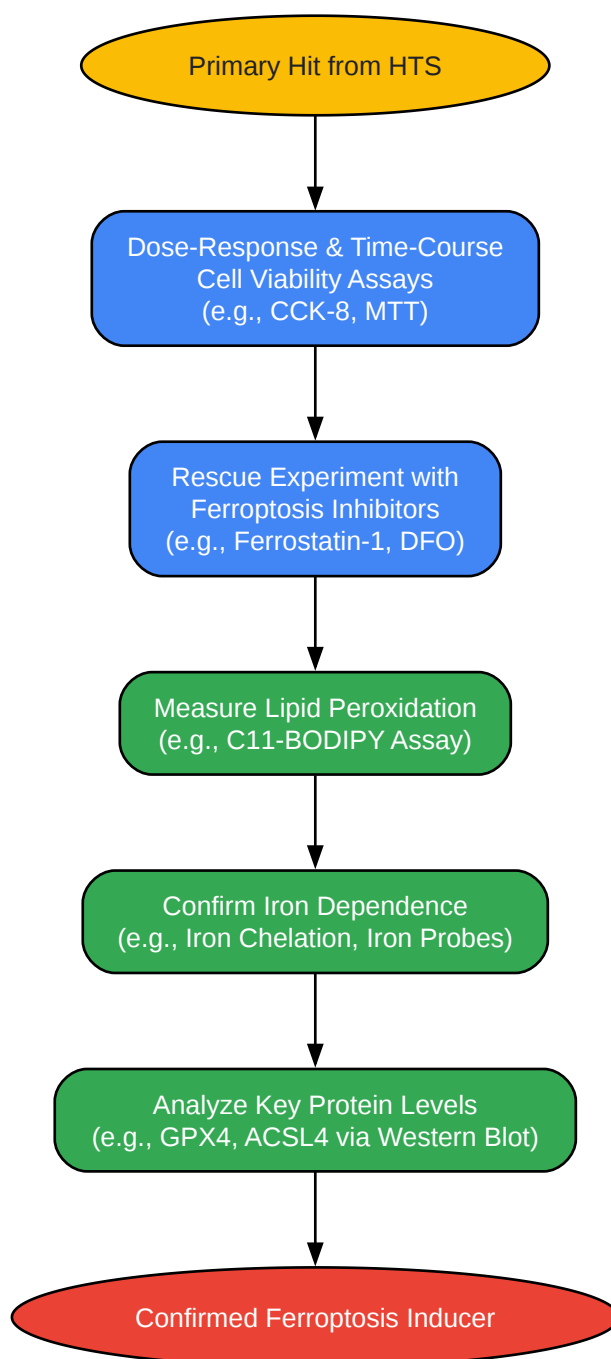 Primary Hit from HTS
Dose-Response & Time-Course
Cell Viability Assays
(e.g., CCK-8, MTT)
Rescue Experiment with
Ferroptosis Inhibitors
(e.g., Ferrostatin-1, DFO)
Measure Lipid Peroxidation
(e.g., C11-BODIPY Assay)
Confirm Iron Dependence
(e.g., Iron Chelation, Iron Probes)
Analyze Key Protein Levels
(e.g., GPX4, ACSL4 via Western Blot)
Confirmed Ferroptosis Inducer